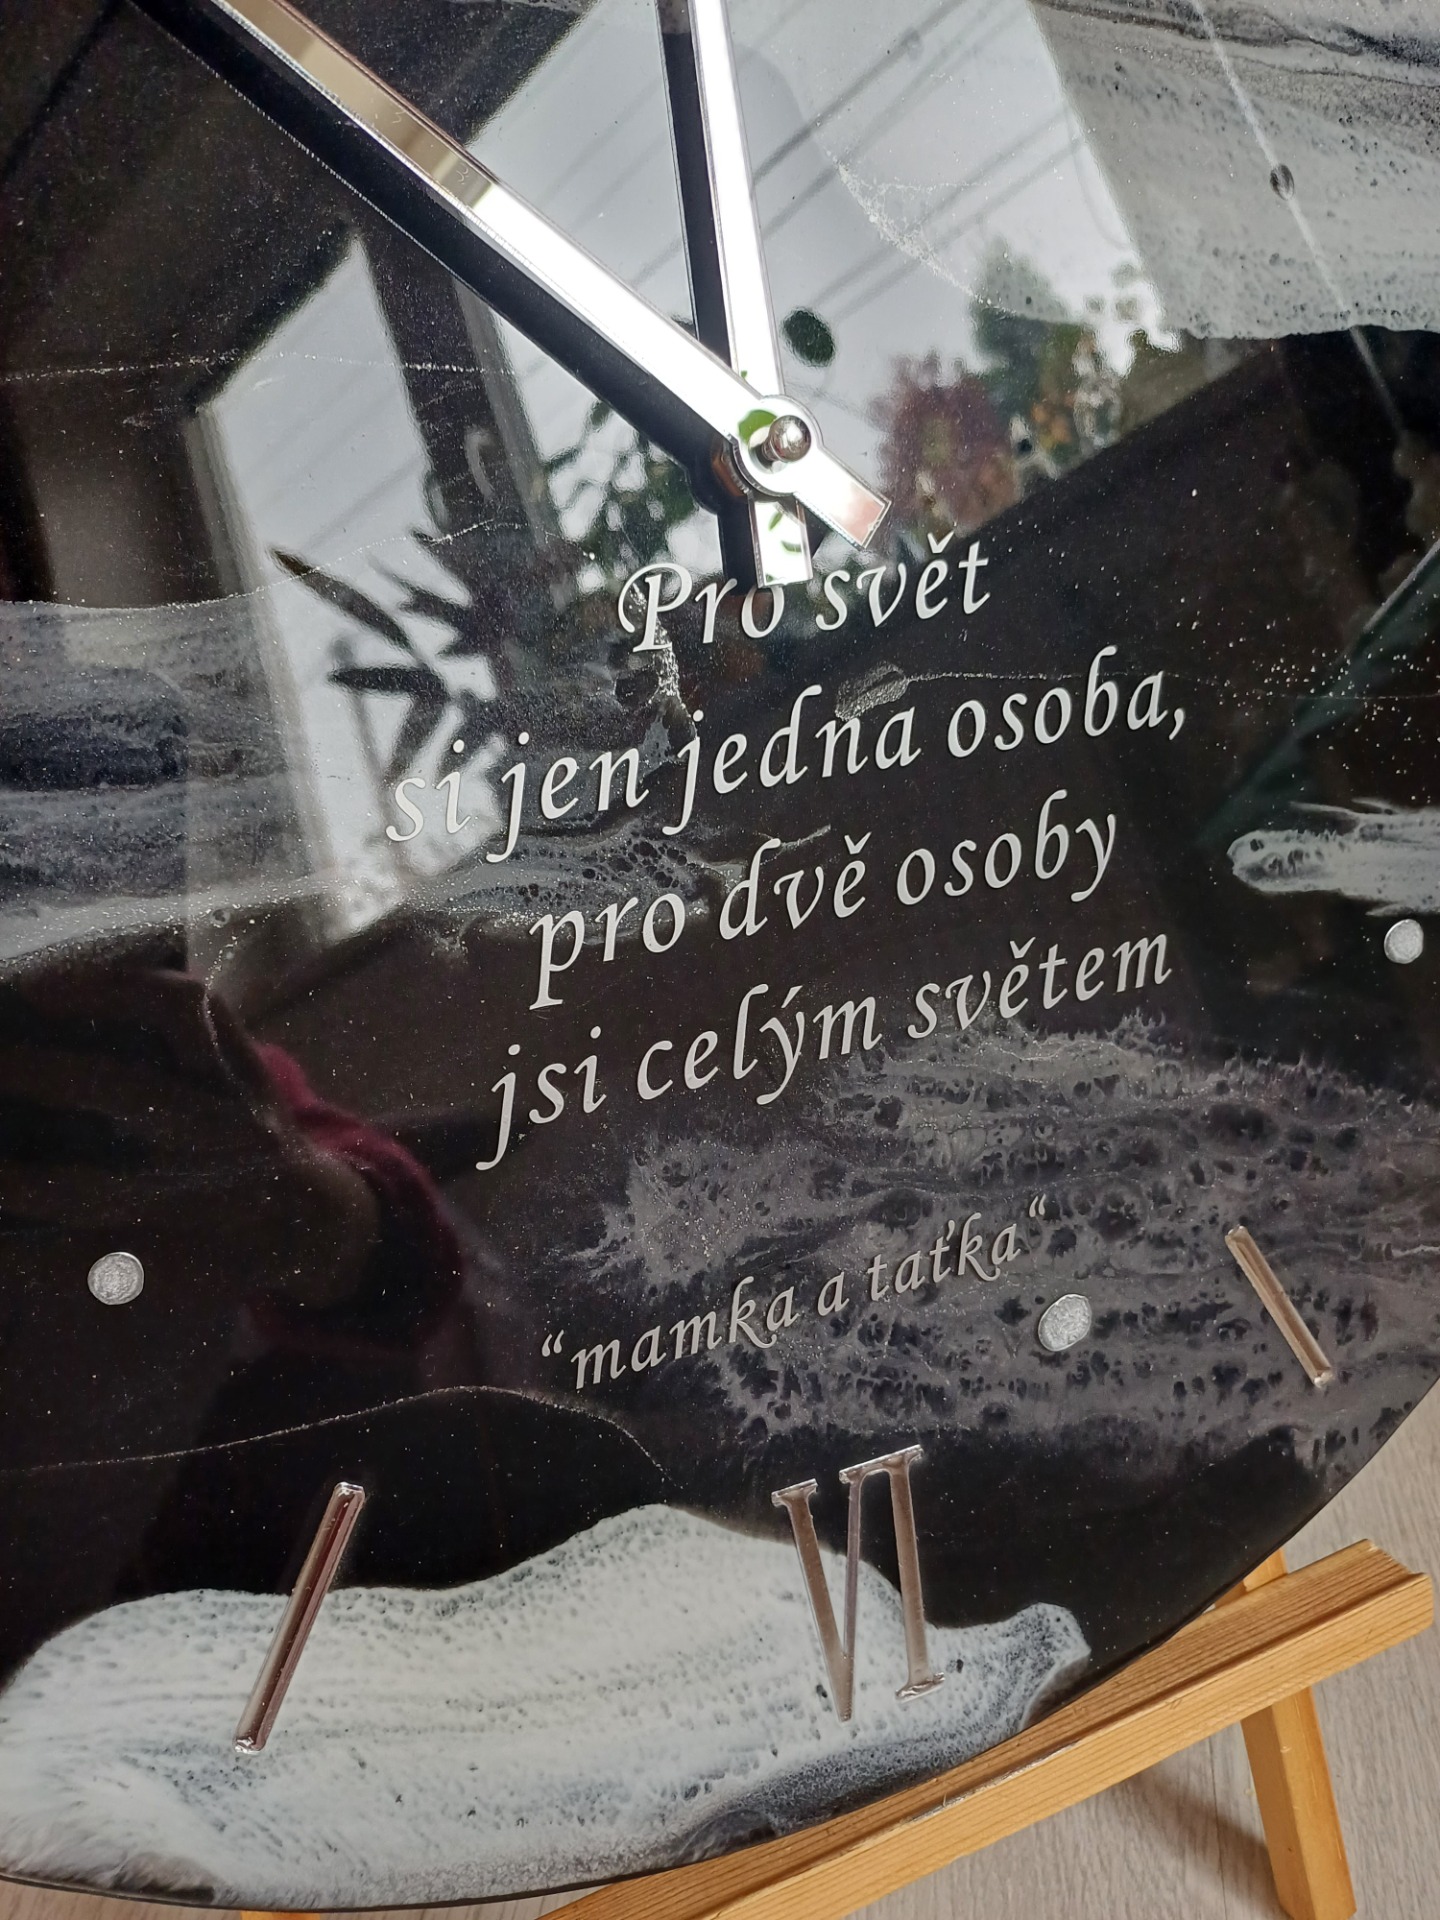 Pro svět
si jen jedna osoba,
pro dvě osoby
jsi celým světem
“mamka a taťka“
VI